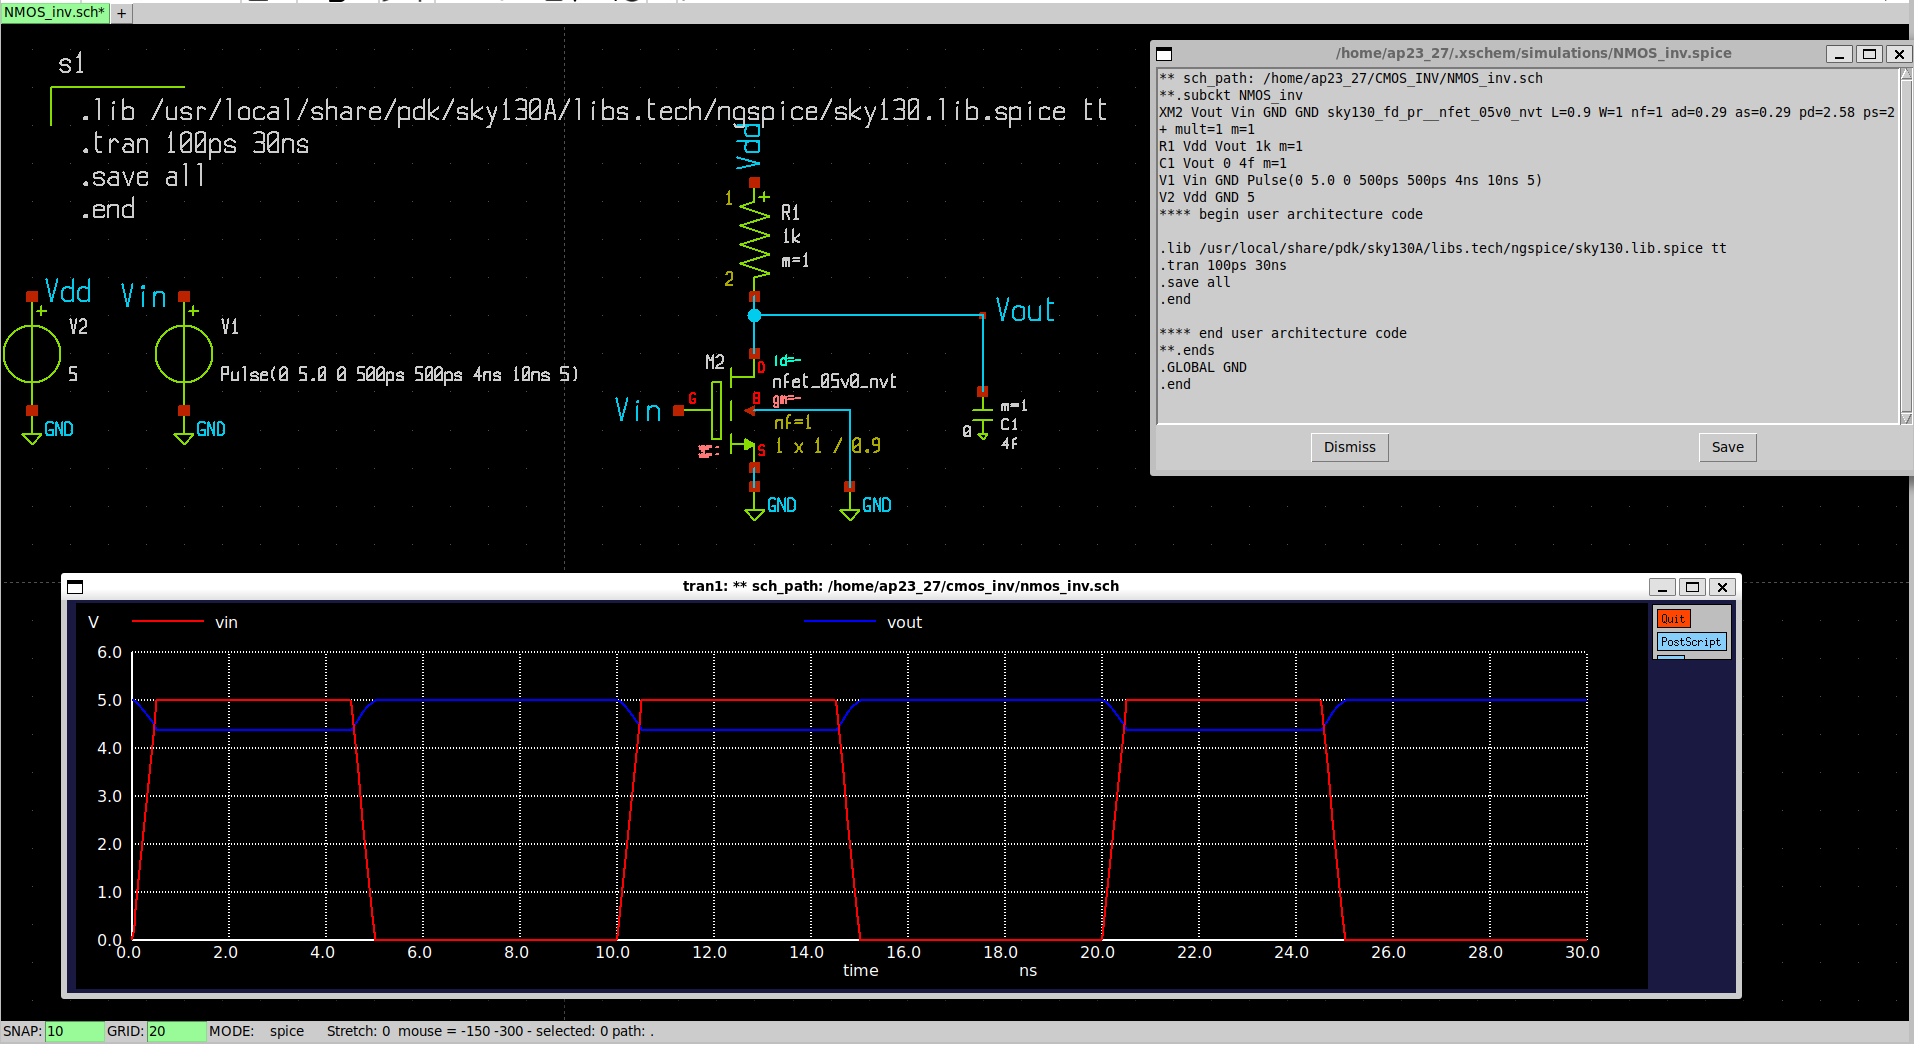 NMOS_inv.sch* +
s1
.lib /usr/local/share/pdk/sky130A/libs.tech/ngspice/sky130.lib.spice tt
.tran 100ps 30ns
.save all
.end
Vdd
+
V2
5
GND
Vin
+
V1
Pulse(0 5.0 0 500ps 500ps 4ns 10ns 5)
GND
Vdd
1
+
R1
1k
m=1
2
Vout
M2
id=-
D
nfet_05v0_nvt
Vin
G
B
gm=-
nf=1
S
1 x 1 / 0.9
GND
GND
m=1
C1
0
4f
/home/ap23_27/.xschem/simulations/NMOS_inv.spice
** sch_path: /home/ap23_27/CMOS_INV/NMOS_inv.sch
**.subckt NMOS_inv
XM2 Vout Vin GND GND sky130_fd_pr__nfet_05v0_nvt L=0.9 W=1 nf=1 ad=0.29 as=0.29 pd=2.58 ps=2
+ mult=1 m=1
R1 Vdd Vout 1k m=1
C1 Vout 0 4f m=1
V1 Vin GND Pulse(0 5.0 0 500ps 500ps 4ns 10ns 5)
V2 Vdd GND 5
**** begin user architecture code
.lib /usr/local/share/pdk/sky130A/libs.tech/ngspice/sky130.lib.spice tt
.tran 100ps 30ns
.save all
.end
**** end user architecture code
**.ends
.GLOBAL GND
.end
Dismiss Save
tran1: ** sch_path: /home/ap23_27/cmos_inv/nmos_inv.sch
V vin vout
Quit
PostScript
6.0
5.0
4.0
3.0
2.0
1.0
0.0
0.0 2.0 4.0 6.0 8.0 10.0 12.0 14.0 16.0 18.0 20.0 22.0 24.0 26.0 28.0 30.0
time ns
SNAP: 10 GRID: 20 MODE: spice Stretch: 0 mouse = -150 -300 - selected: 0 path: .